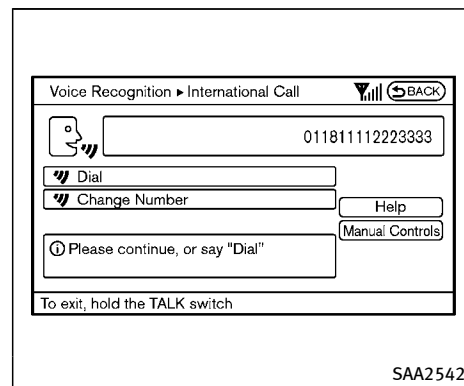 Voice Recognition ▸ International Call BACK
011811112223333
Dial
Change Number
Help
Manual Controls
Please continue, or say "Dial"
To exit, hold the TALK switch
SAA2542